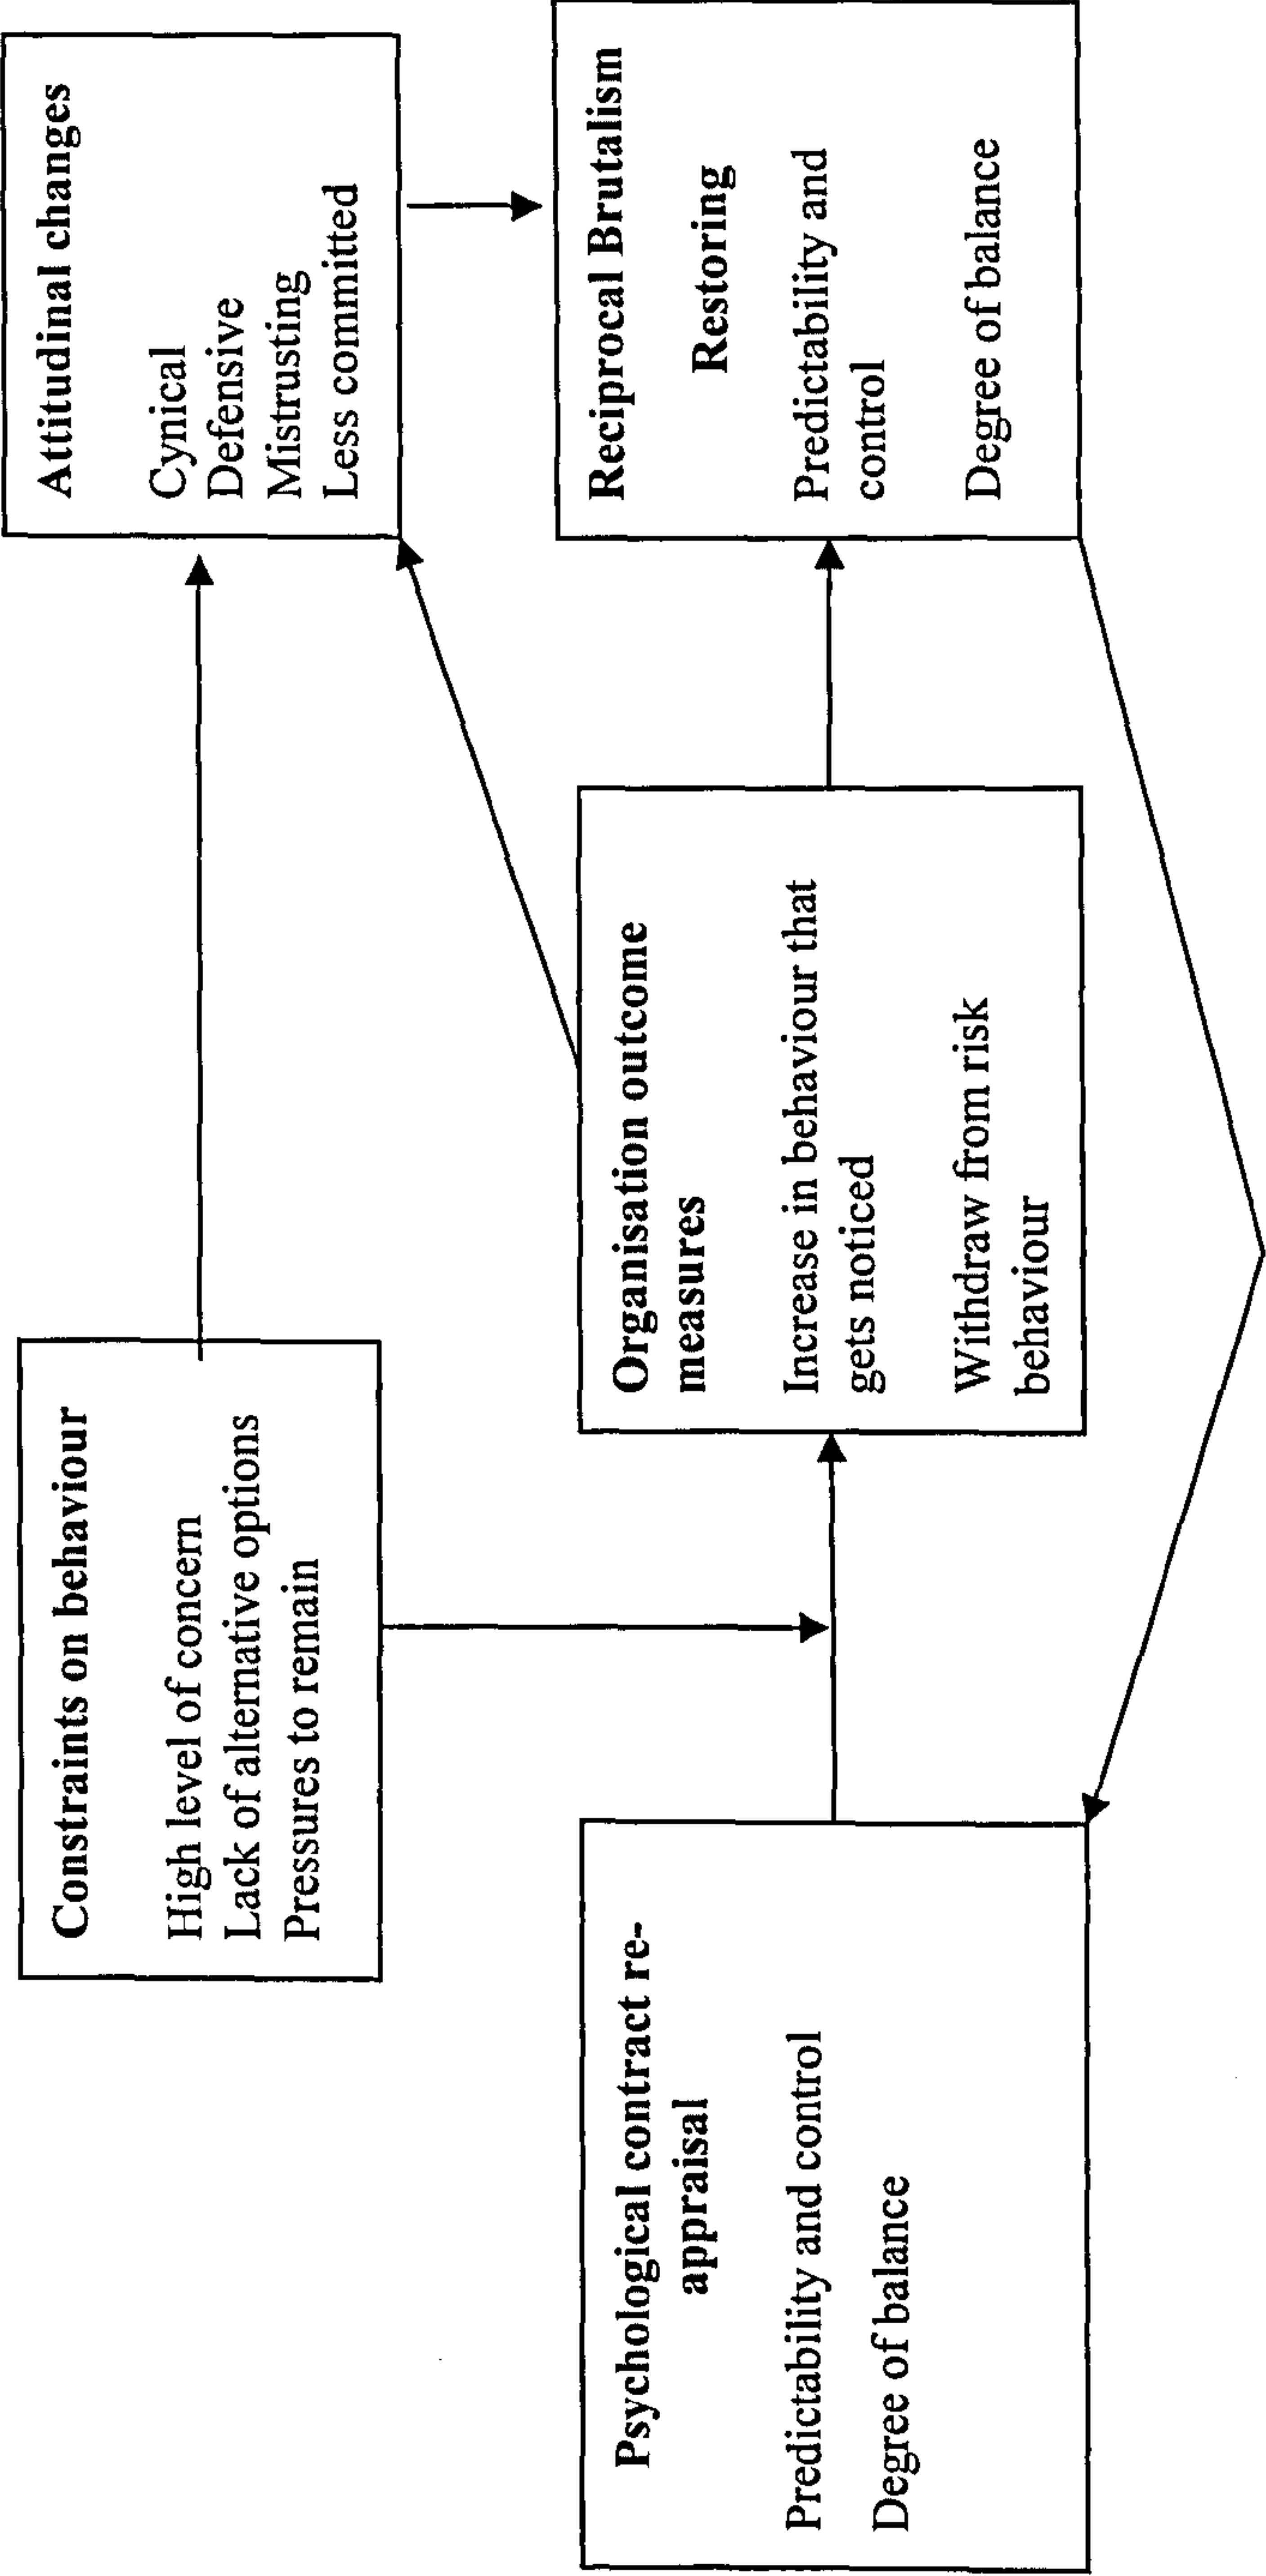 Constraints on behaviour
High level of concern
Lack of alternative options
Pressures to remain
Attitudinal changes
Cynical
Defensive
Mistrusting
Less committed
Psychological contract re-
appraisal
Predictability and control
Degree of balance
Organisation outcome
measures
Increase in behaviour that
gets noticed
Withdraw from risk
behaviour
Reciprocal Brutalism
Restoring
Predictability and
control
Degree of balance